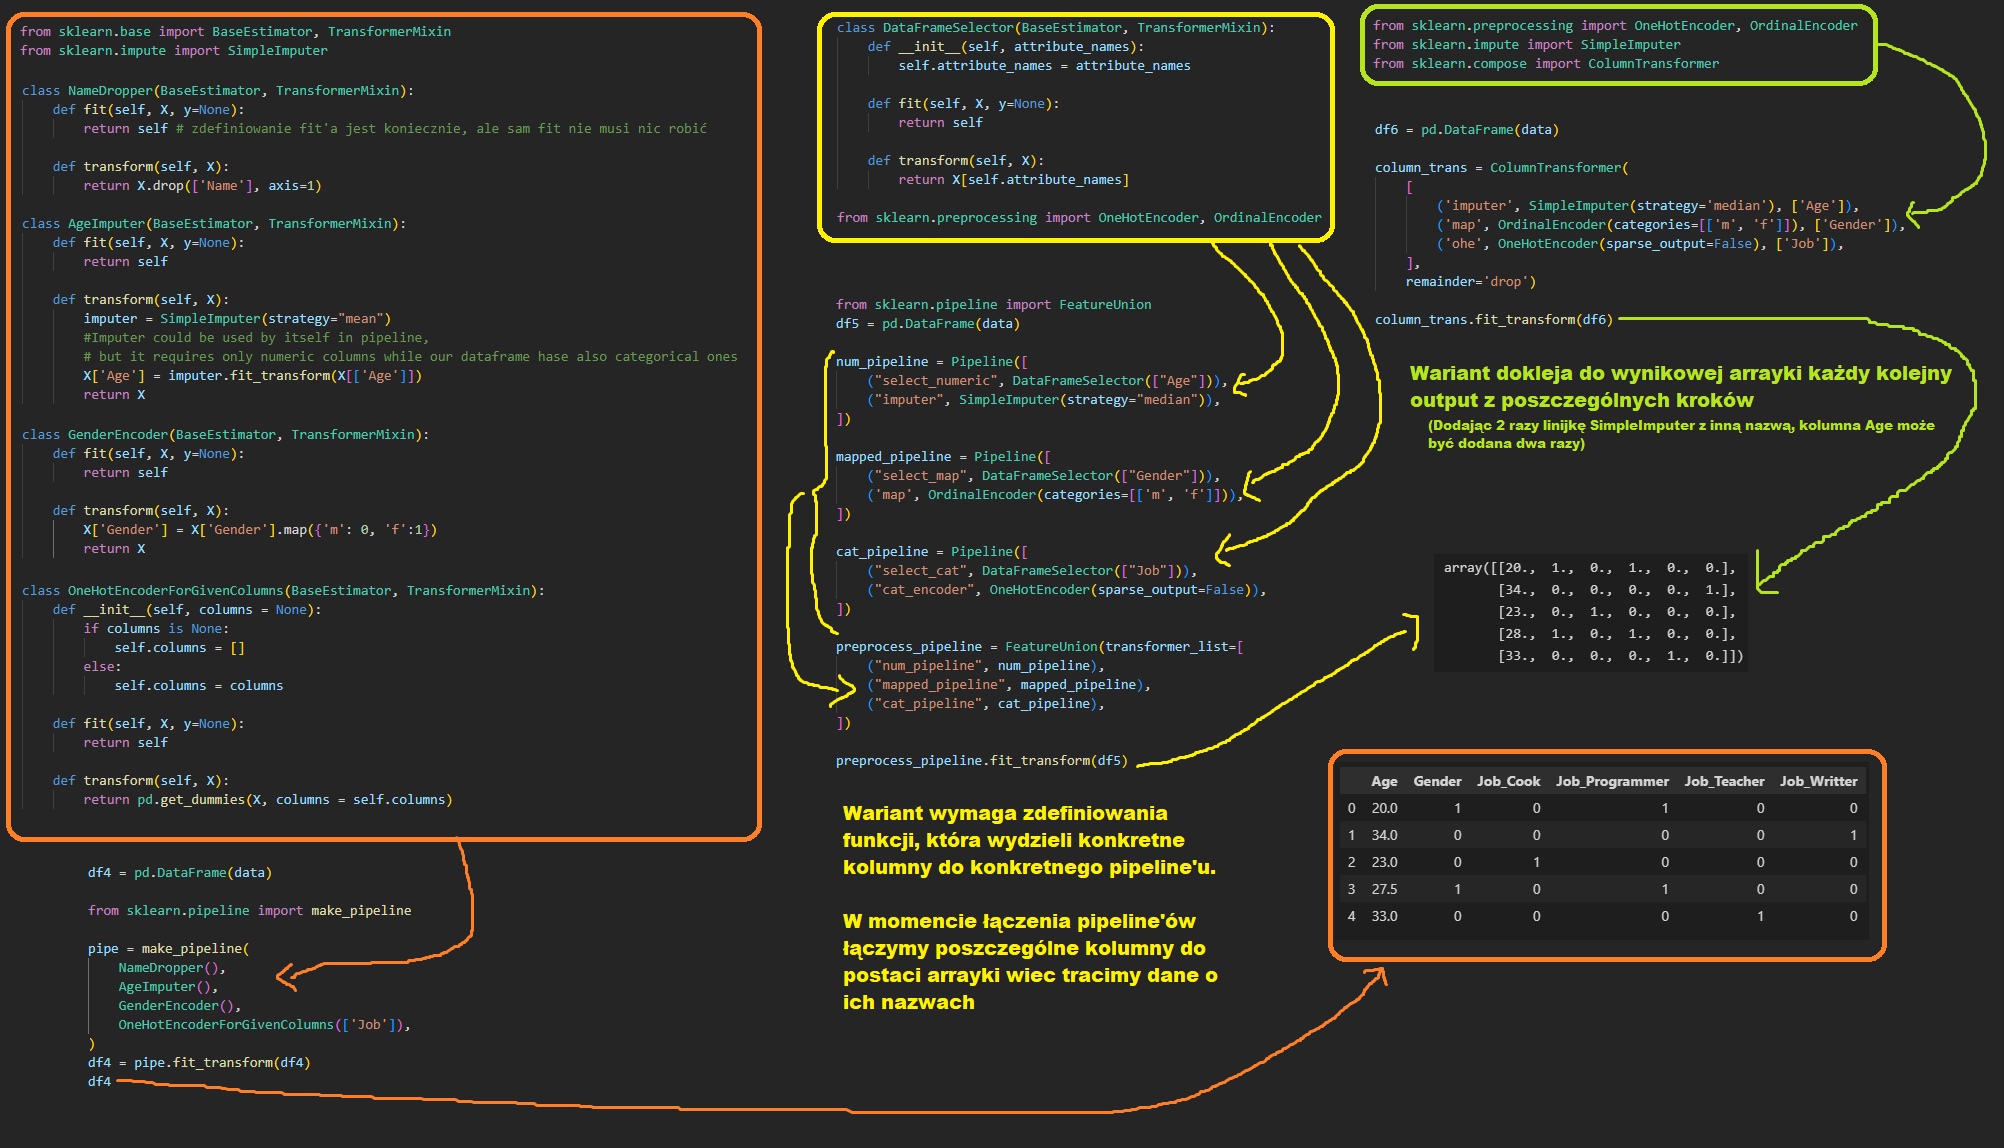 from sklearn.base import BaseEstimator, TransformerMixin
from sklearn.impute import SimpleImputer
class NameDropper(BaseEstimator, TransformerMixin):
    def fit(self, X, y=None):
        return self # zdefiniowanie fit'a jest koniecznie, ale sam fit nie musi nic robić
    def transform(self, X):
        return X.drop(['Name'], axis=1)
class AgeImputer(BaseEstimator, TransformerMixin):
    def fit(self, X, y=None):
        return self
    def transform(self, X):
        imputer = SimpleImputer(strategy="mean")
        #Imputer could be used by itself in pipeline,
        # but it requires only numeric columns while our dataframe hase also categorical ones
        X['Age'] = imputer.fit_transform(X[['Age']])
        return X
class GenderEncoder(BaseEstimator, TransformerMixin):
    def fit(self, X, y=None):
        return self
    def transform(self, X):
        X['Gender'] = X['Gender'].map({'m': 0, 'f':1})
        return X
class OneHotEncoderForGivenColumns(BaseEstimator, TransformerMixin):
    def __init__(self, columns = None):
        if columns is None:
            self.columns = []
        else:
            self.columns = columns
    def fit(self, X, y=None):
        return self
    def transform(self, X):
        return pd.get_dummies(X, columns = self.columns)
df4 = pd.DataFrame(data)
from sklearn.pipeline import make_pipeline
pipe = make_pipeline(
    NameDropper(),
    AgeImputer(),
    GenderEncoder(),
    OneHotEncoderForGivenColumns(['Job']),
)
df4 = pipe.fit_transform(df4)
df4
class DataFrameSelector(BaseEstimator, TransformerMixin):
    def __init__(self, attribute_names):
        self.attribute_names = attribute_names
    def fit(self, X, y=None):
        return self
    def transform(self, X):
        return X[self.attribute_names]
from sklearn.preprocessing import OneHotEncoder, OrdinalEncoder
from sklearn.pipeline import FeatureUnion
df5 = pd.DataFrame(data)
num_pipeline = Pipeline([
    ("select_numeric", DataFrameSelector(["Age"])),
    ("imputer", SimpleImputer(strategy="median")),
])
mapped_pipeline = Pipeline([
    ("select_map", DataFrameSelector(["Gender"])),
    ('map', OrdinalEncoder(categories=[['m', 'f']])),
])
cat_pipeline = Pipeline([
    ("select_cat", DataFrameSelector(["Job"])),
    ("cat_encoder", OneHotEncoder(sparse_output=False)),
])
preprocess_pipeline = FeatureUnion(transformer_list=[
    ("num_pipeline", num_pipeline),
    ("mapped_pipeline", mapped_pipeline),
    ("cat_pipeline", cat_pipeline),
])
preprocess_pipeline.fit_transform(df5)
Wariant wymaga zdefiniowania
funkcji, która wydzieli konkretne
kolumny do konkretnego pipeline'u.
W momencie łączenia pipeline'ów
łączymy poszczególne kolumny do
postaci arrayki wiec tracimy dane o
ich nazwach
from sklearn.preprocessing import OneHotEncoder, OrdinalEncoder
from sklearn.impute import SimpleImputer
from sklearn.compose import ColumnTransformer
df6 = pd.DataFrame(data)
column_trans = ColumnTransformer(
    [
        ('imputer', SimpleImputer(strategy='median'), ['Age']),
        ('map', OrdinalEncoder(categories=[['m', 'f']]), ['Gender']),
        ('ohe', OneHotEncoder(sparse_output=False), ['Job']),
    ],
    remainder='drop')
column_trans.fit_transform(df6)
Wariant dokleja do wynikowej arrayki każdy kolejny
output z poszczególnych kroków
(Dodając 2 razy linijkę SimpleImputer z inną nazwą, kolumna Age może
być dodana dwa razy)
array([[20., 1., 0., 1., 0., 0.],
[34., 0., 0., 0., 0., 1.],
[23., 0., 1., 0., 0., 0.],
[28., 1., 0., 1., 0., 0.],
[33., 0., 0., 0., 1., 0.]])
Age Gender Job_Cook Job_Programmer Job_Teacher Job_Writter
0 20.0 1 0 1 0 0
1 34.0 0 0 0 0 1
2 23.0 0 1 0 0 0
3 27.5 1 0 1 0 0
4 33.0 0 0 0 1 0